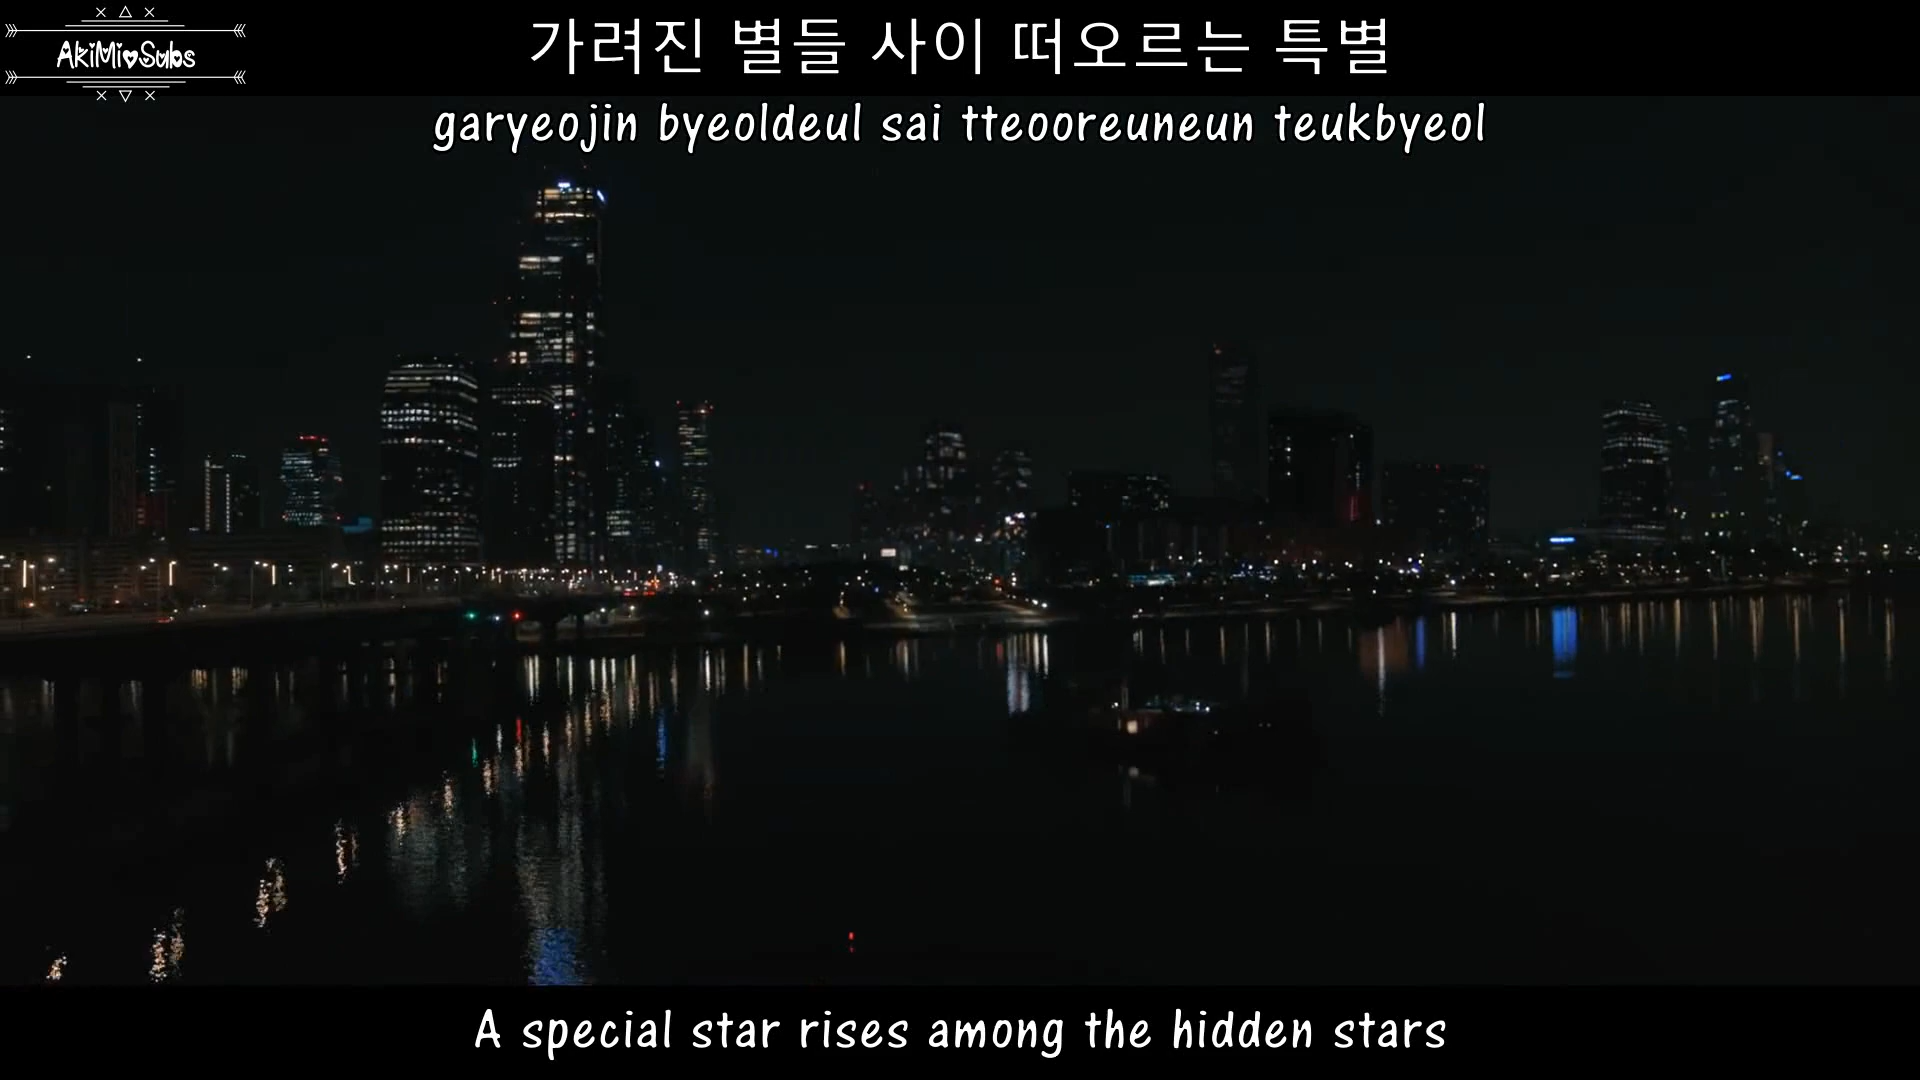 AkiMi♥Subs
가려진 별들 사이 떠오르는 특별
garyeojin byeoldeul sai tteooreuneun teukbyeol
A special star rises among the hidden stars